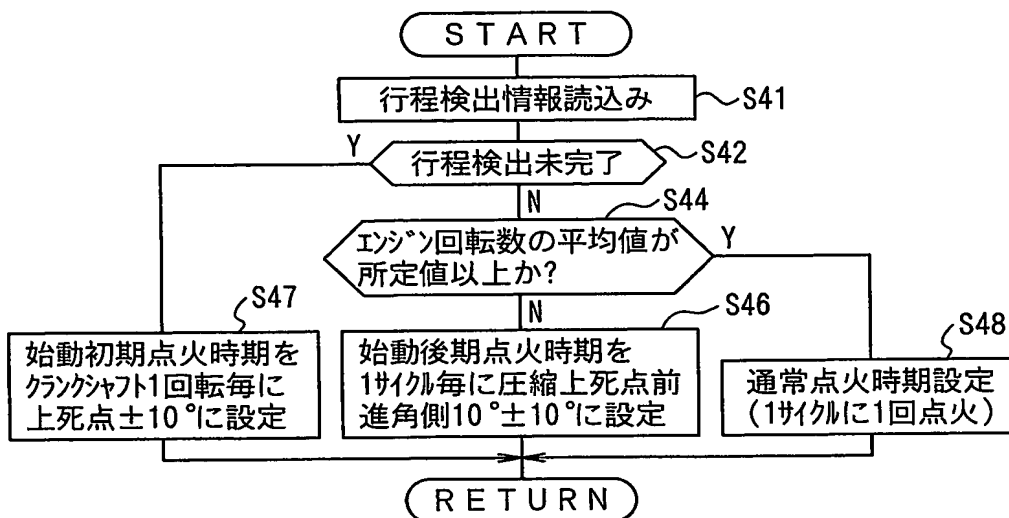 START
行程検出情報読込み
S41
Y
行程検出未完了
S42
N
S44
ｴﾝｼﾞﾝ回転数の平均値が
所定値以上か?
Y
N
S47
始動初期点火時期を
ｸﾗﾝｸｼｬﾌﾄ1回転毎に
上死点±10°に設定
S46
始動後期点火時期を
1ｻｲｸﾙ毎に圧縮上死点前
進角側10°±10°に設定
S48
通常点火時期設定
(1ｻｲｸﾙに1回点火)
RETURN